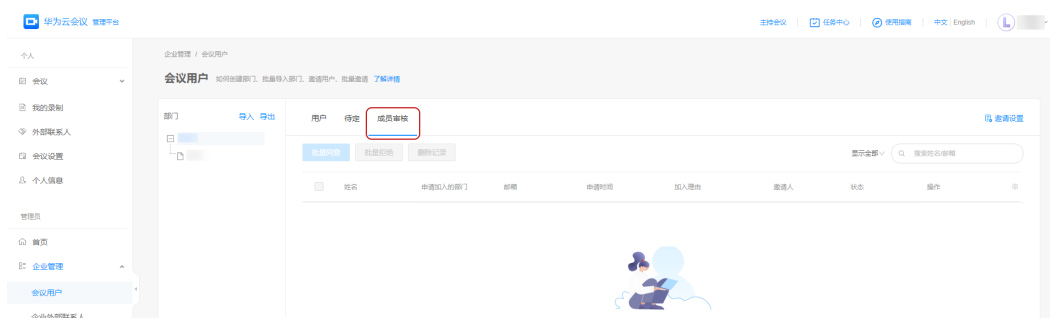 华为云会议 管理平台
主持会议 任务中心 使用指南 中文 | English
个人
会议
我的录制
外部联系人
会议设置
个人信息
管理员
首页
企业管理
会议用户
企业外部联系人
企业管理 / 会议用户
会议用户 如何创建部门、批量导入部门、邀请用户、批量邀请 了解详情
部门 导入 导出
用户 待定 成员审核
邀请设置
批量同意 批量拒绝 删除记录
显示全部 搜索姓名/邮箱
姓名 申请加入的部门 邮箱 申请时间 加入理由 邀请人 状态 操作